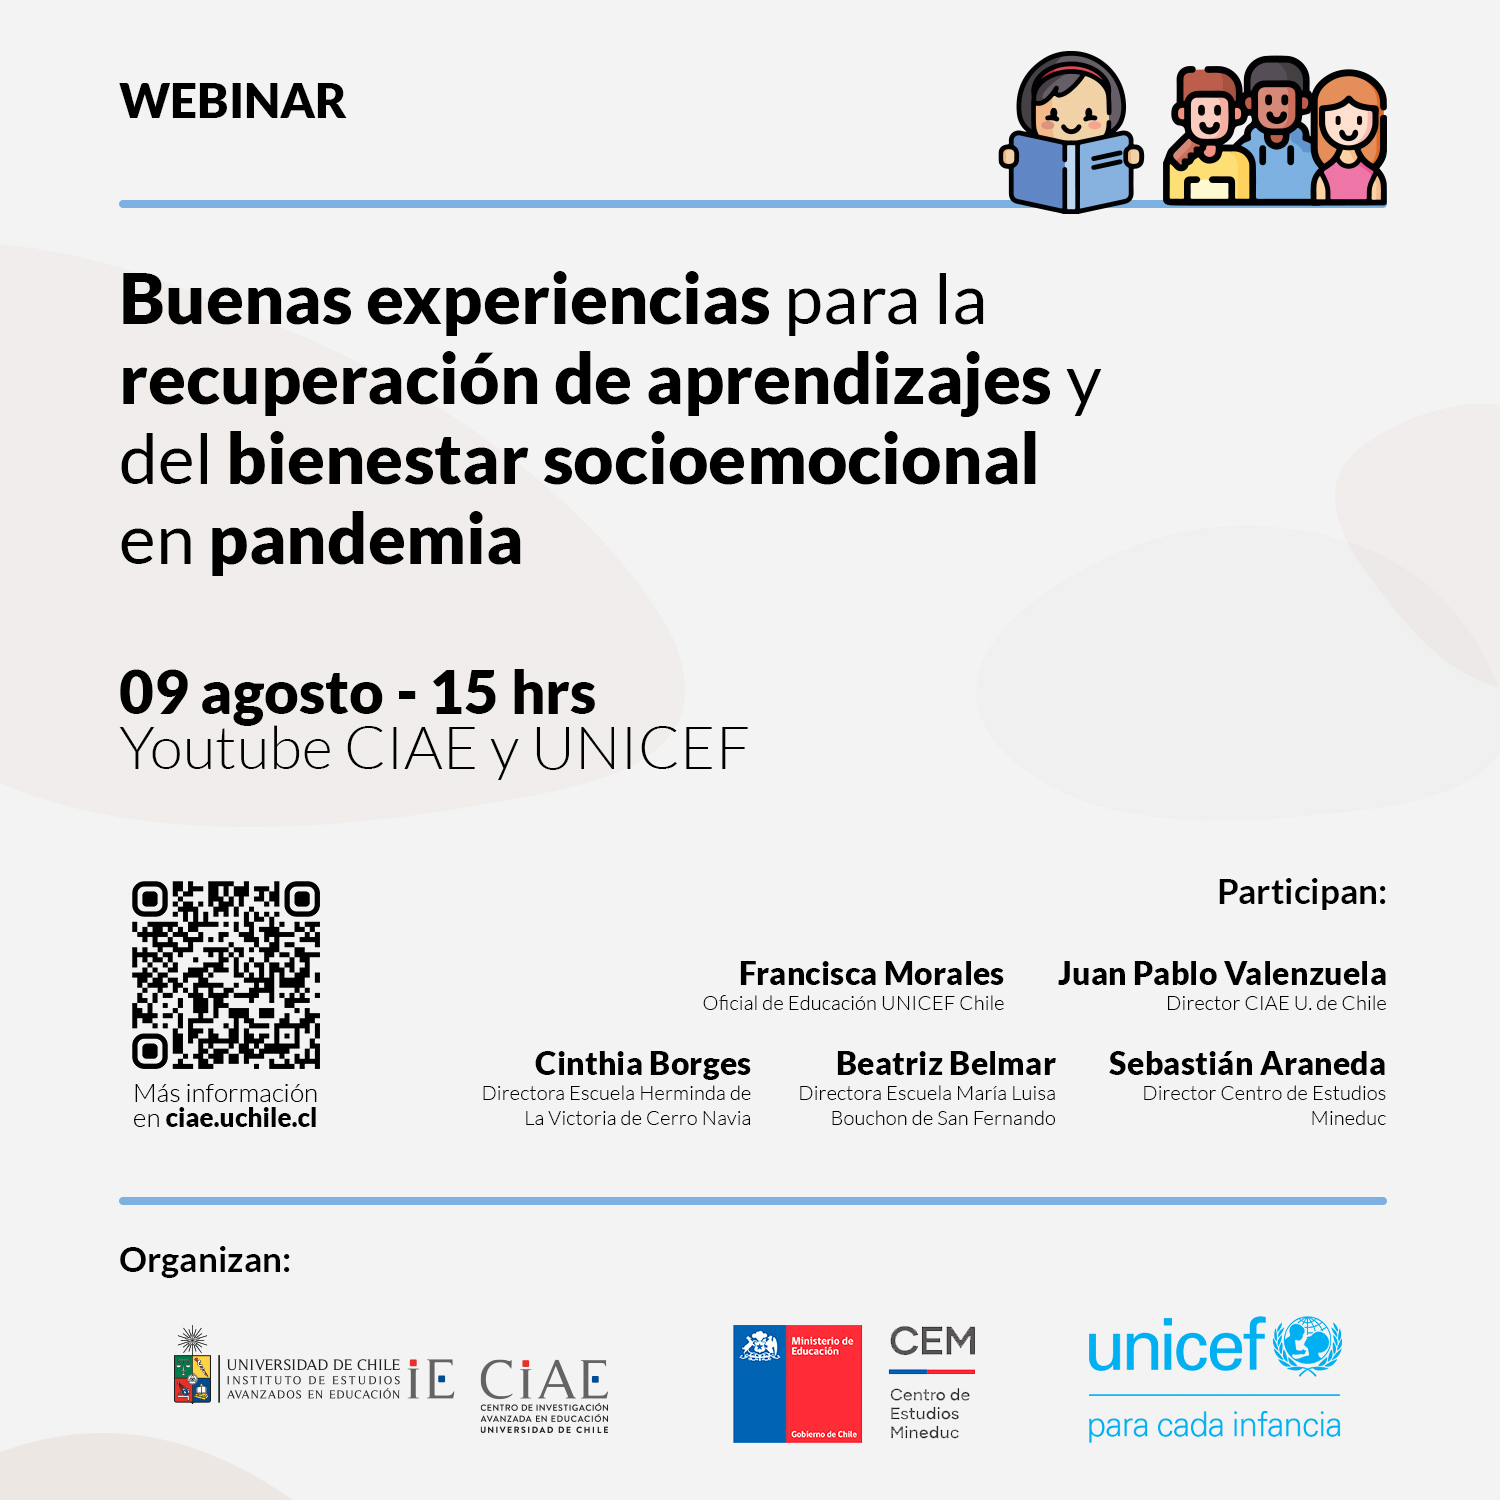 WEBINAR
Buenas experiencias para la
recuperación de aprendizajes y
del bienestar socioemocional
en pandemia
09 agosto - 15 hrs
Youtube CIAE y UNICEF
Más información
en ciae.uchile.cl
Participan:
Francisca Morales
Oficial de Educación UNICEF Chile
Juan Pablo Valenzuela
Director CIAE U. de Chile
Cinthia Borges
Directora Escuela Herminda de
La Victoria de Cerro Navia
Beatriz Belmar
Directora Escuela María Luisa
Bouchon de San Fernando
Sebastián Araneda
Director Centro de Estudios
Mineduc
Organizan:
UNIVERSIDAD DE CHILE
INSTITUTO DE ESTUDIOS
AVANZADOS EN EDUCACIÓN
iE
CiAE
CENTRO DE INVESTIGACIÓN
AVANZADA EN EDUCACIÓN
UNIVERSIDAD DE CHILE
Ministerio de
Educación
Gobierno de Chile
CEM
Centro de
Estudios
Mineduc
unicef
para cada infancia